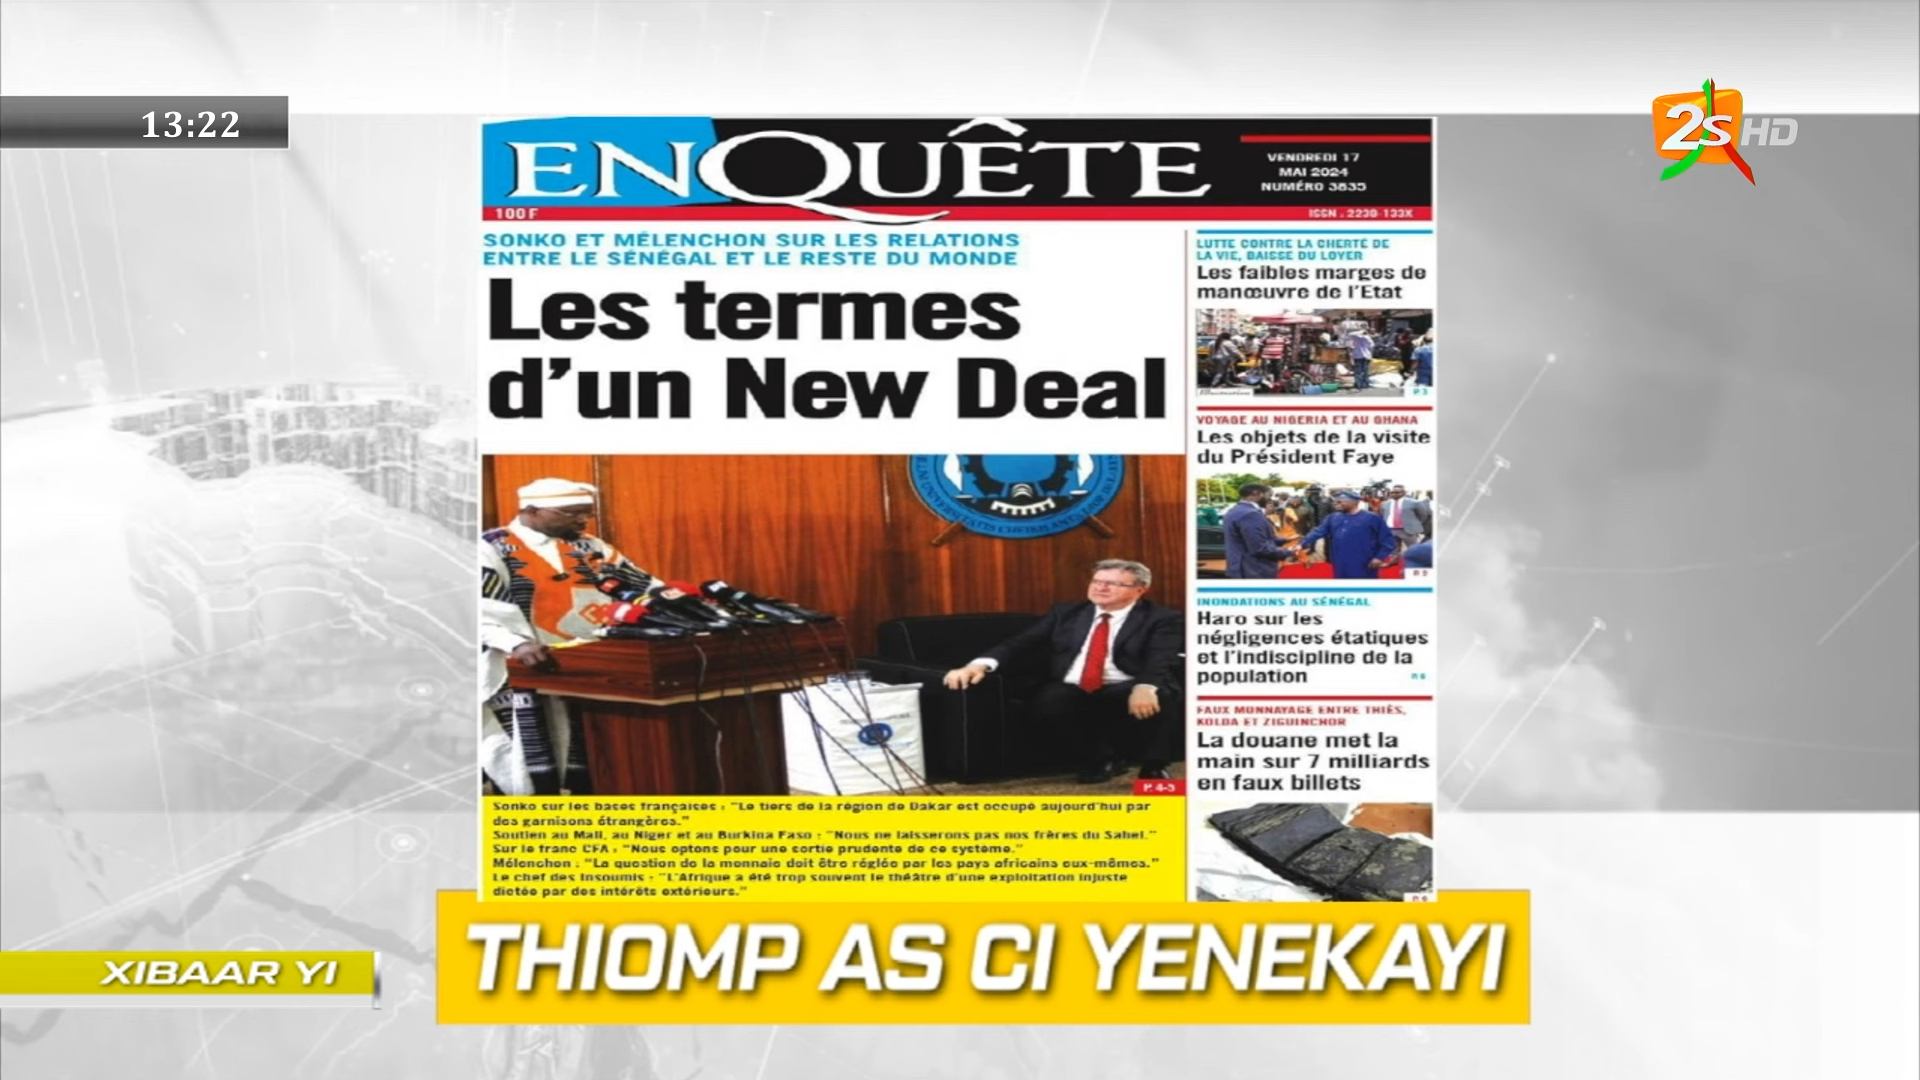 13:22
2S HD
ENQUÊTE
VENDREDI 17
MAI 2024
NUMÉRO 3835
100 F
ISSN : 2230-133X
SONKO ET MÉLENCHON SUR LES RELATIONS
ENTRE LE SÉNÉGAL ET LE RESTE DU MONDE
Les termes
d'un New Deal
P. 4-5
Sonko sur les bases françaises : "Le tiers de la région de Dakar est occupé aujourd'hui par
des garnisons étrangères."
Soutien au Mali, au Niger et au Burkina Faso : "Nous ne laisserons pas nos frères du Sahel."
Sur le franc CFA : "Nous optons pour une sortie prudente de ce système."
Mélenchon : "La question de la monnaie doit être réglée par les pays africains eux-mêmes."
Le chef des Insoumis : "L'Afrique a été trop souvent le théâtre d'une exploitation injuste
dictée par des intérêts extérieurs."
LUTTE CONTRE LA CHERTÉ DE
LA VIE, BAISSE DU LOYER
Les faibles marges de
manœuvre de l'Etat
P 3
VOYAGE AU NIGERIA ET AU GHANA
Les objets de la visite
du Président Faye
INONDATIONS AU SÉNÉGAL
Haro sur les
négligences étatiques
et l'indiscipline de la
population
FAUX MONNAYAGE ENTRE THIÈS,
KOLDA ET ZIGUINCHOR
La douane met la
main sur 7 milliards
en faux billets
XIBAAR YI
THIOMP AS CI YENEKAYI